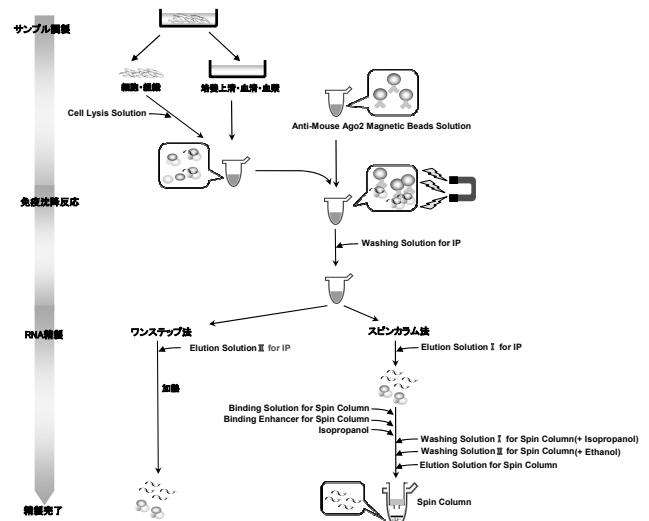 サンプル調製
細胞・組織
培養上清・血清・血漿
Cell Lysis Solution
Anti-Mouse Ago2 Magnetic Beads Solution
免疫沈降反応
Washing Solution for IP
RNA精製
ワンステップ法
スピンカラム法
Elution Solution Ⅱ for IP
Elution Solution Ⅰ for IP
加熱
Binding Solution for Spin Column
Binding Enhancer for Spin Column
Isopropanol
Washing Solution Ⅰ for Spin Column(+ Isopropanol)
Washing Solution Ⅲ for Spin Column(+ Ethanol)
Elution Solution for Spin Column
Spin Column
精製完了